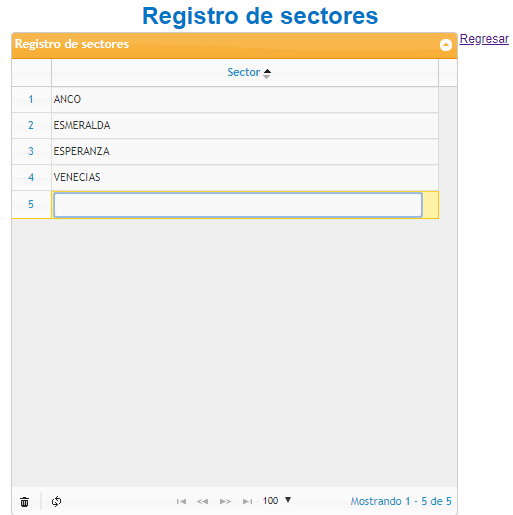 Registro de sectores
Registro de sectores
Regresar
Sector
1 ANCO
2 ESMERALDA
3 ESPERANZA
4 VENECIAS
5
100 Mostrando 1 - 5 de 5